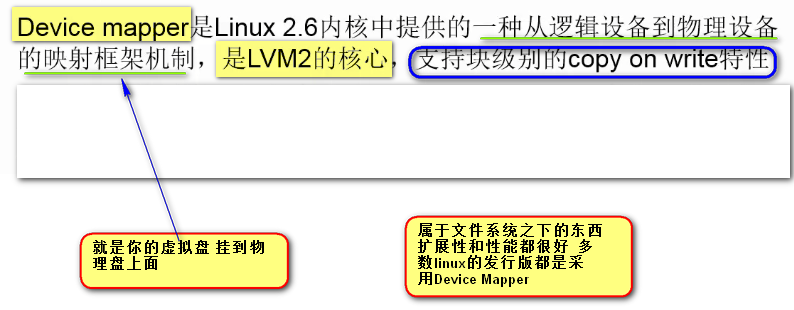 Device mapper是Linux 2.6内核中提供的一种从逻辑设备到物理设备
的映射框架机制，是LVM2的核心，支持块级别的copy on write特性
就是你的虚拟盘 挂到物
理盘上面
属于文件系统之下的东西
扩展性和性能都很好 多
数linux的发行版都是采
用Device Mapper